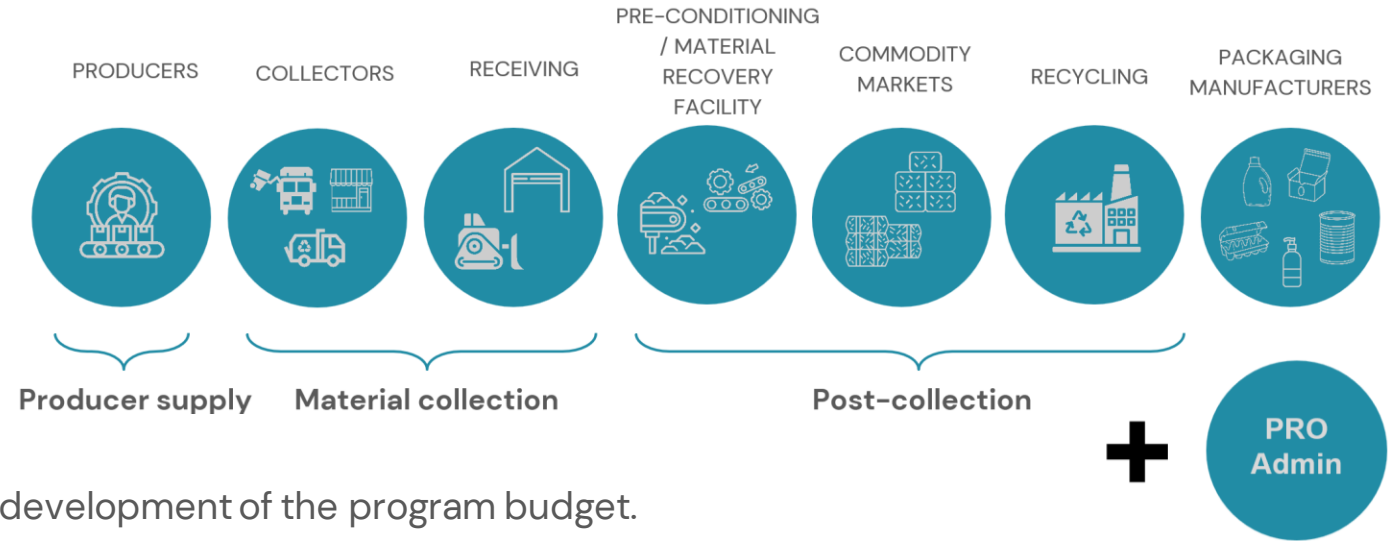 PRODUCERS
COLLECTORS
RECEIVING
PRE-CONDITIONING
/ MATERIAL
RECOVERY
FACILITY
COMMODITY
MARKETS
RECYCLING
PACKAGING
MANUFACTURERS
Producer supply
Material collection
Post-collection
+
PRO
Admin
development of the program budget.